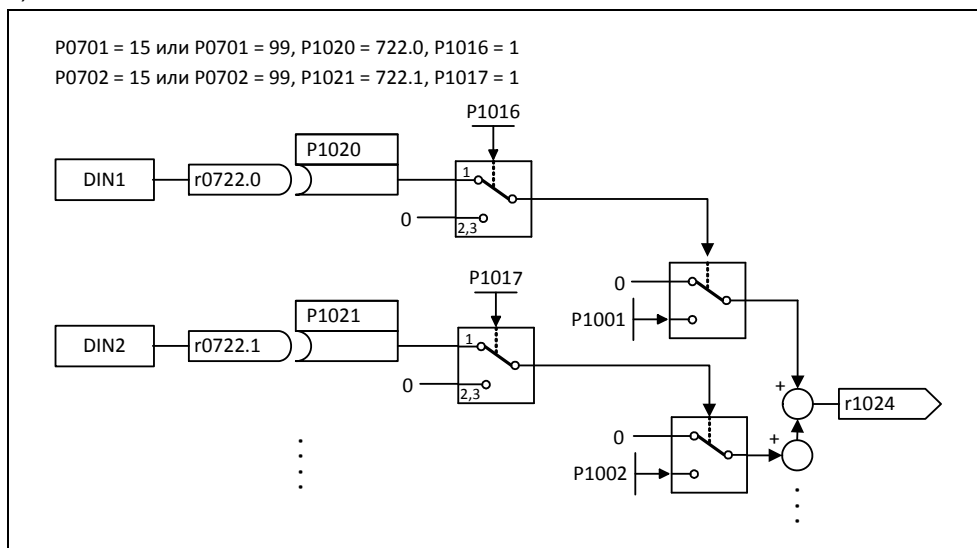 P0701 = 15 или P0701 = 99, P1020 = 722.0, P1016 = 1
P0702 = 15 или P0702 = 99, P1021 = 722.1, P1017 = 1
P1016
P1020
DIN1
r0722.0
1
0
2,3
P1017
0
P1001
P1021
DIN2
r0722.1
1
0
2,3
+
r1024
0
+
P1002